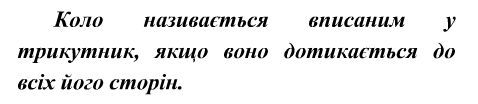 Коло називається вписаним у
трикутник, якщо воно дотикається до
всіх його сторін.